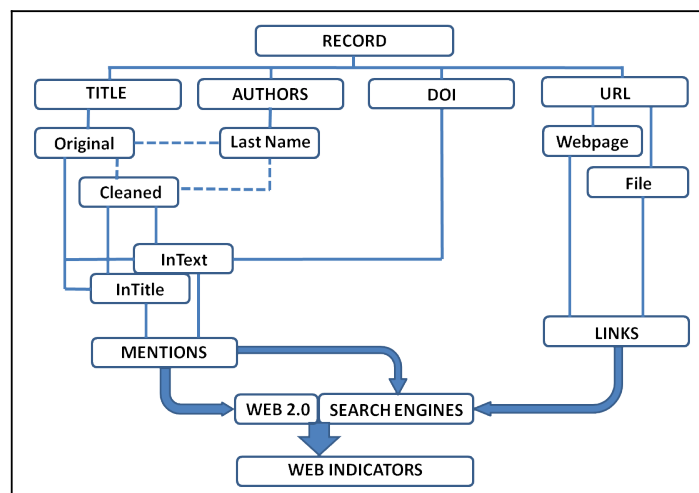 RECORD
TITLE
AUTHORS
DOI
URL
Original
Last Name
Webpage
File
Cleaned
InText
InTitle
MENTIONS
LINKS
WEB 2.0
SEARCH ENGINES
WEB INDICATORS